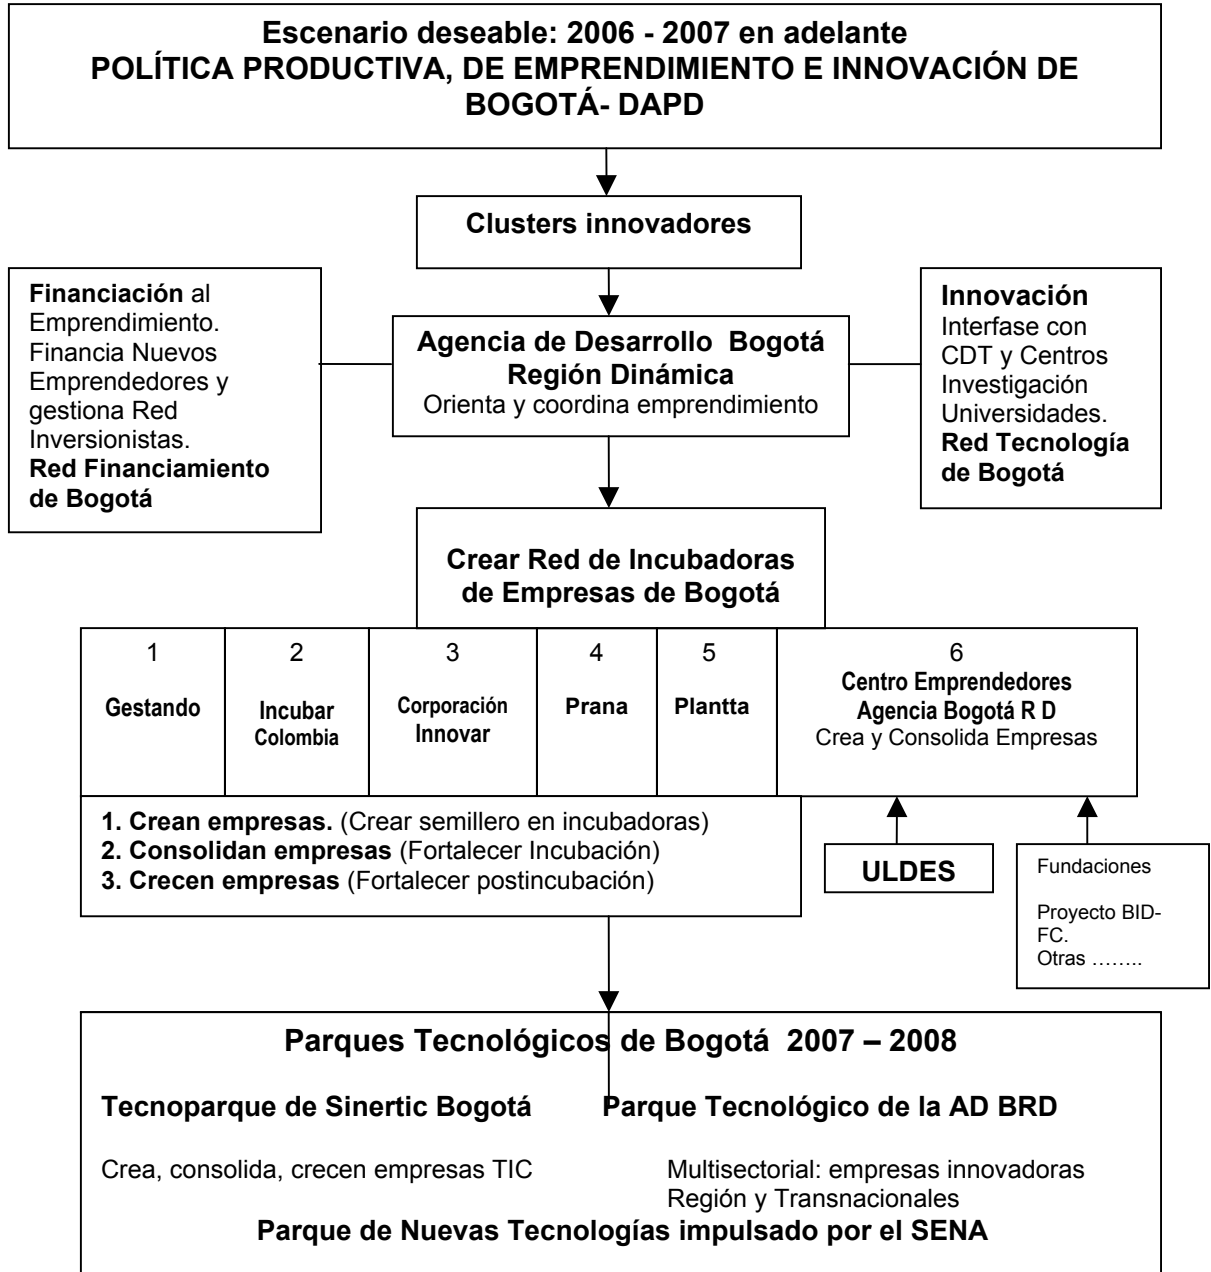 Escenario deseable: 2006 - 2007 en adelante
POLÍTICA PRODUCTIVA, DE EMPRENDIMIENTO E INNOVACIÓN DE
BOGOTÁ- DAPD
Clusters innovadores
Financiación al
Emprendimiento.
Financia Nuevos
Emprendedores y
gestiona Red
Inversionistas.
Red Financiamiento
de Bogotá
Agencia de Desarrollo Bogotá
Región Dinámica
Orienta y coordina emprendimiento
Innovación
Interfase con
CDT y Centros
Investigación
Universidades.
Red Tecnología
de Bogotá
Crear Red de Incubadoras
de Empresas de Bogotá
1
Gestando
2
Incubar
Colombia
3
Corporación
Innovar
4
Prana
5
Plantta
6
Centro Emprendedores
Agencia Bogotá R D
Crea y Consolida Empresas
1. Crean empresas. (Crear semillero en incubadoras)
2. Consolidan empresas (Fortalecer Incubación)
3. Crecen empresas (Fortalecer postincubación)
ULDES
Fundaciones
Proyecto BID-
FC.
Otras ……..
Parques Tecnológicos de Bogotá 2007 – 2008
Tecnoparque de Sinertic Bogotá
Parque Tecnológico de la AD BRD
Crea, consolida, crecen empresas TIC
Multisectorial: empresas innovadoras
Región y Transnacionales
Parque de Nuevas Tecnologías impulsado por el SENA